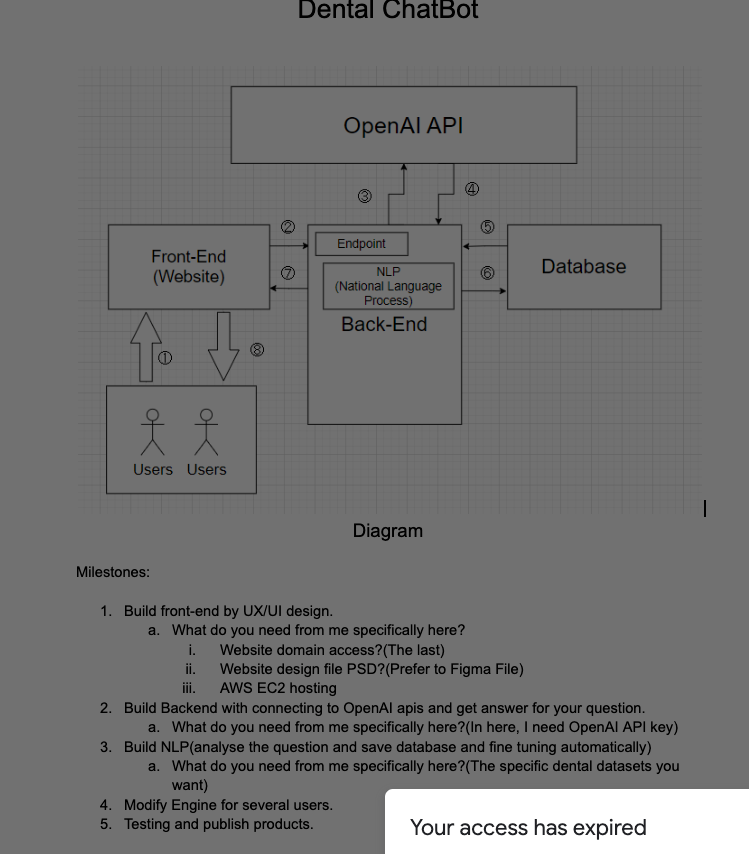 Dental ChatBot
OpenAI API
③
④
②
⑤
Endpoint
Front-End
(Website)
⑦
NLP
(National Language
Process)
⑥
Database
Back-End
①
⑧
Users Users
Diagram
Milestones:
1. Build front-end by UX/UI design.
a. What do you need from me specifically here?
i. Website domain access?(The last)
ii. Website design file PSD?(Prefer to Figma File)
iii. AWS EC2 hosting
2. Build Backend with connecting to OpenAI apis and get answer for your question.
a. What do you need from me specifically here?(In here, I need OpenAI API key)
3. Build NLP(analyse the question and save database and fine tuning automatically)
a. What do you need from me specifically here?(The specific dental datasets you
want)
4. Modify Engine for several users.
5. Testing and publish products.
Your access has expired